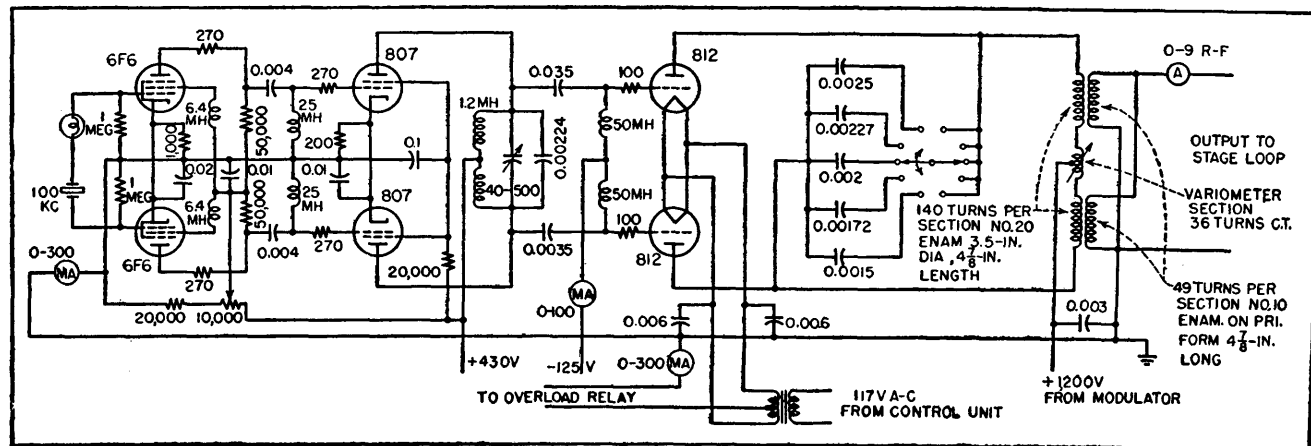 6F6
270
0.004
270
807
0.035
100
812
0.0025
0.00227
0.002
0.00172
0.0015
0-9 R-F
A
1
MEG
6.4
MH
1,000
0.02
0.01
50,000
25
MH
200
0.01
0.1
1.2MH
40-500
0.00224
50MH
50MH
100
KC
1
MEG
6.4
MH
50,000
25
MH
0.004
270
807
0.0035
100
812
OUTPUT TO
STAGE LOOP
VARIOMETER
SECTION
36 TURNS C.T.
140 TURNS PER
SECTION NO.20
ENAM 3.5-IN.
DIA, 4 7/8-IN.
LENGTH
49 TURNS PER
SECTION NO.10
ENAM. ON PRI.
FORM 4 7/8-IN.
LONG
0-300
MA
6F6
270
20,000
10,000
20,000
MA
0-100
0.006
0.006
0-300
MA
0.003
+430V
-125V
TO OVERLOAD RELAY
117V A-C
FROM CONTROL UNIT
+1200V
FROM MODULATOR